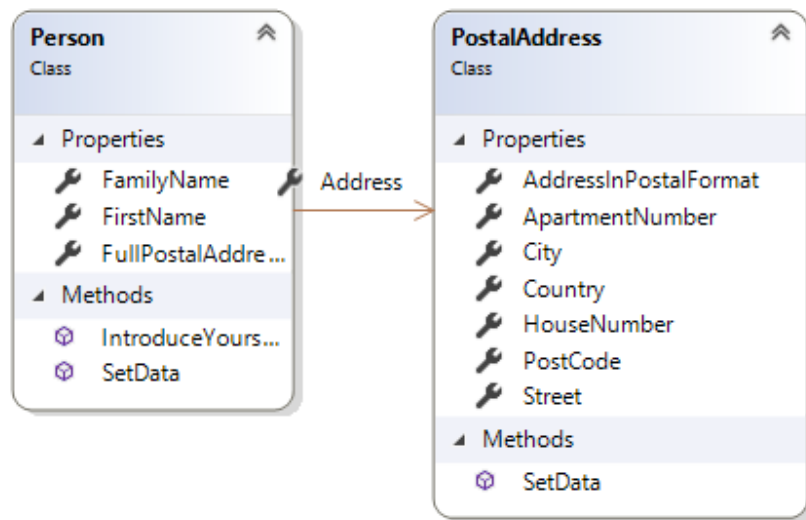 Person
Class
Properties
FamilyName
FirstName
FullPostalAddre...
Methods
IntroduceYours...
SetData
Address
PostalAddress
Class
Properties
AddressInPostalFormat
ApartmentNumber
City
Country
HouseNumber
PostCode
Street
Methods
SetData